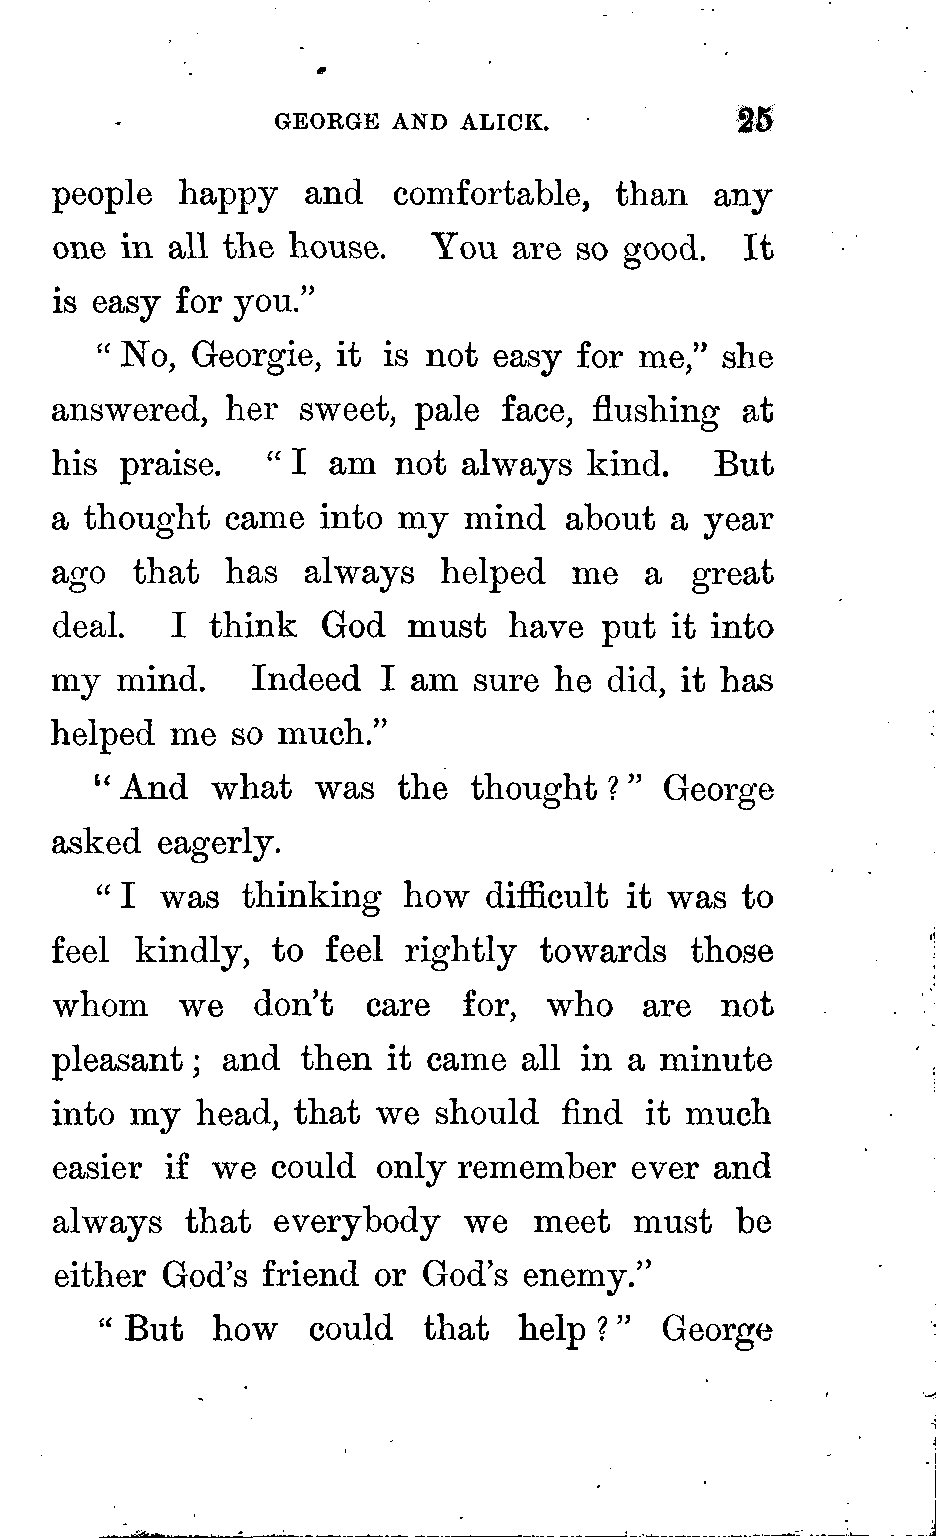 GEORGE AND ALICK. 25
people happy and comfortable, than any
one in all the house. You are so good. It
is easy for you.”
“ No, Georgie, it is not easy for me,” she
answered, her sweet, pale face, flushing at
his praise. “ I am not always kind. But
a thought came into my mind about a year
ago that has always helped me a great
deal. I think God must have put it into
my mind. Indeed I am sure he did, it has
helped me so much.”
“ And what was the thought ? ” George
asked eagerly.
“ I was thinking how difficult it was to
feel kindly, to feel rightly towards those
whom we don’t care for, who are not
pleasant ; and then it came all in a minute
into my head, that we should find it much
easier if we could only remember ever and
always that everybody we meet must be
either God’s friend or God’s enemy.”
“ But how could that help ? ” George